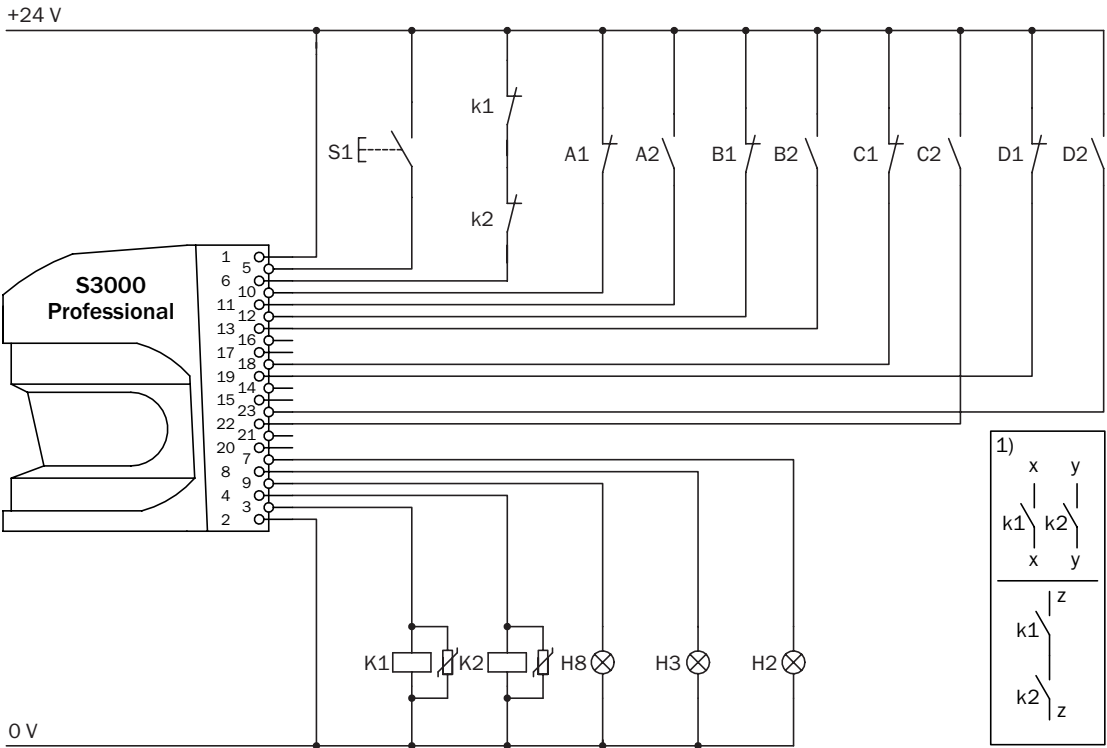 +24 V
k1
S1
A1
A2
B1
B2
C1
C2
D1
D2
k2
S3000
Professional
1
5
6
10
11
12
13
16
17
18
19
14
15
23
22
21
20
7
8
9
4
3
2
1)
x y
k1 k2
x y
z
k1
k2
z
K1
K2
H8
H3
H2
0 V